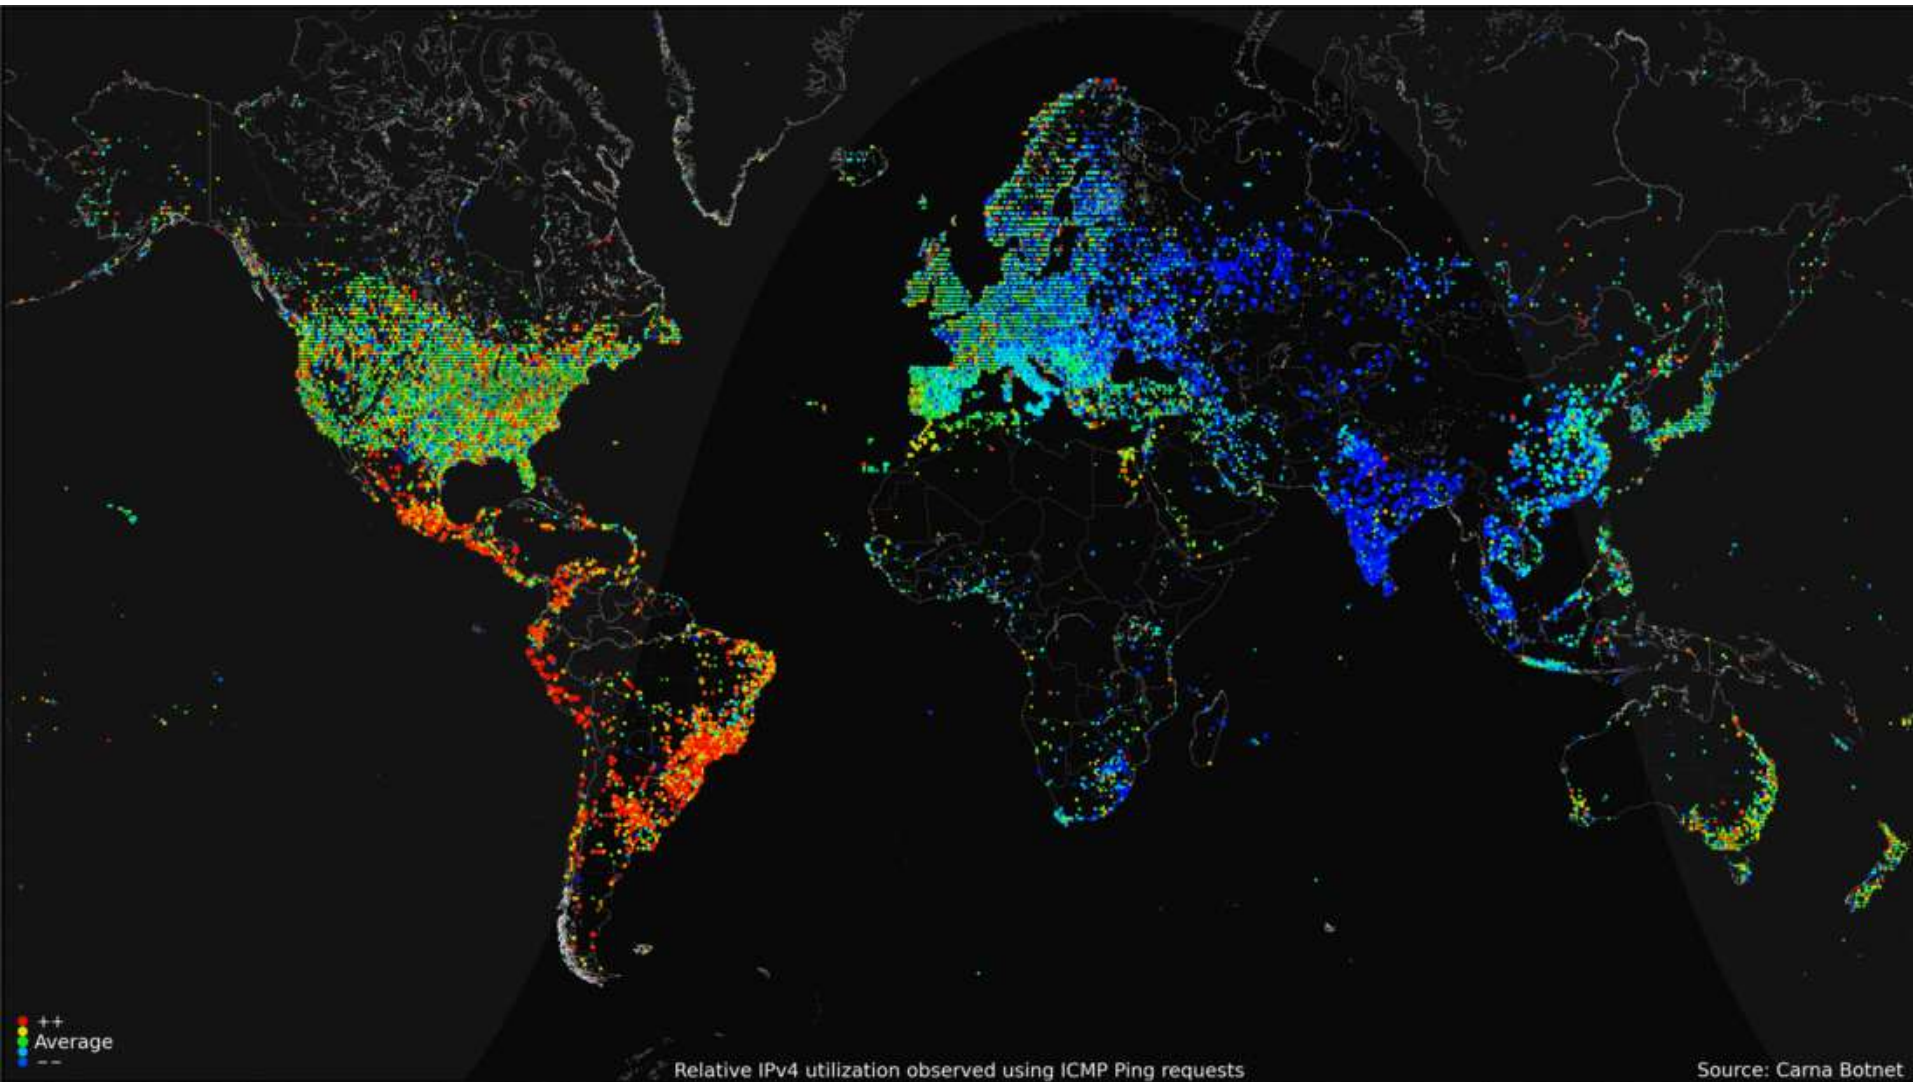 ++
Average
--
Relative IPv4 utilization observed using ICMP Ping requests
Source: Carna Botnet